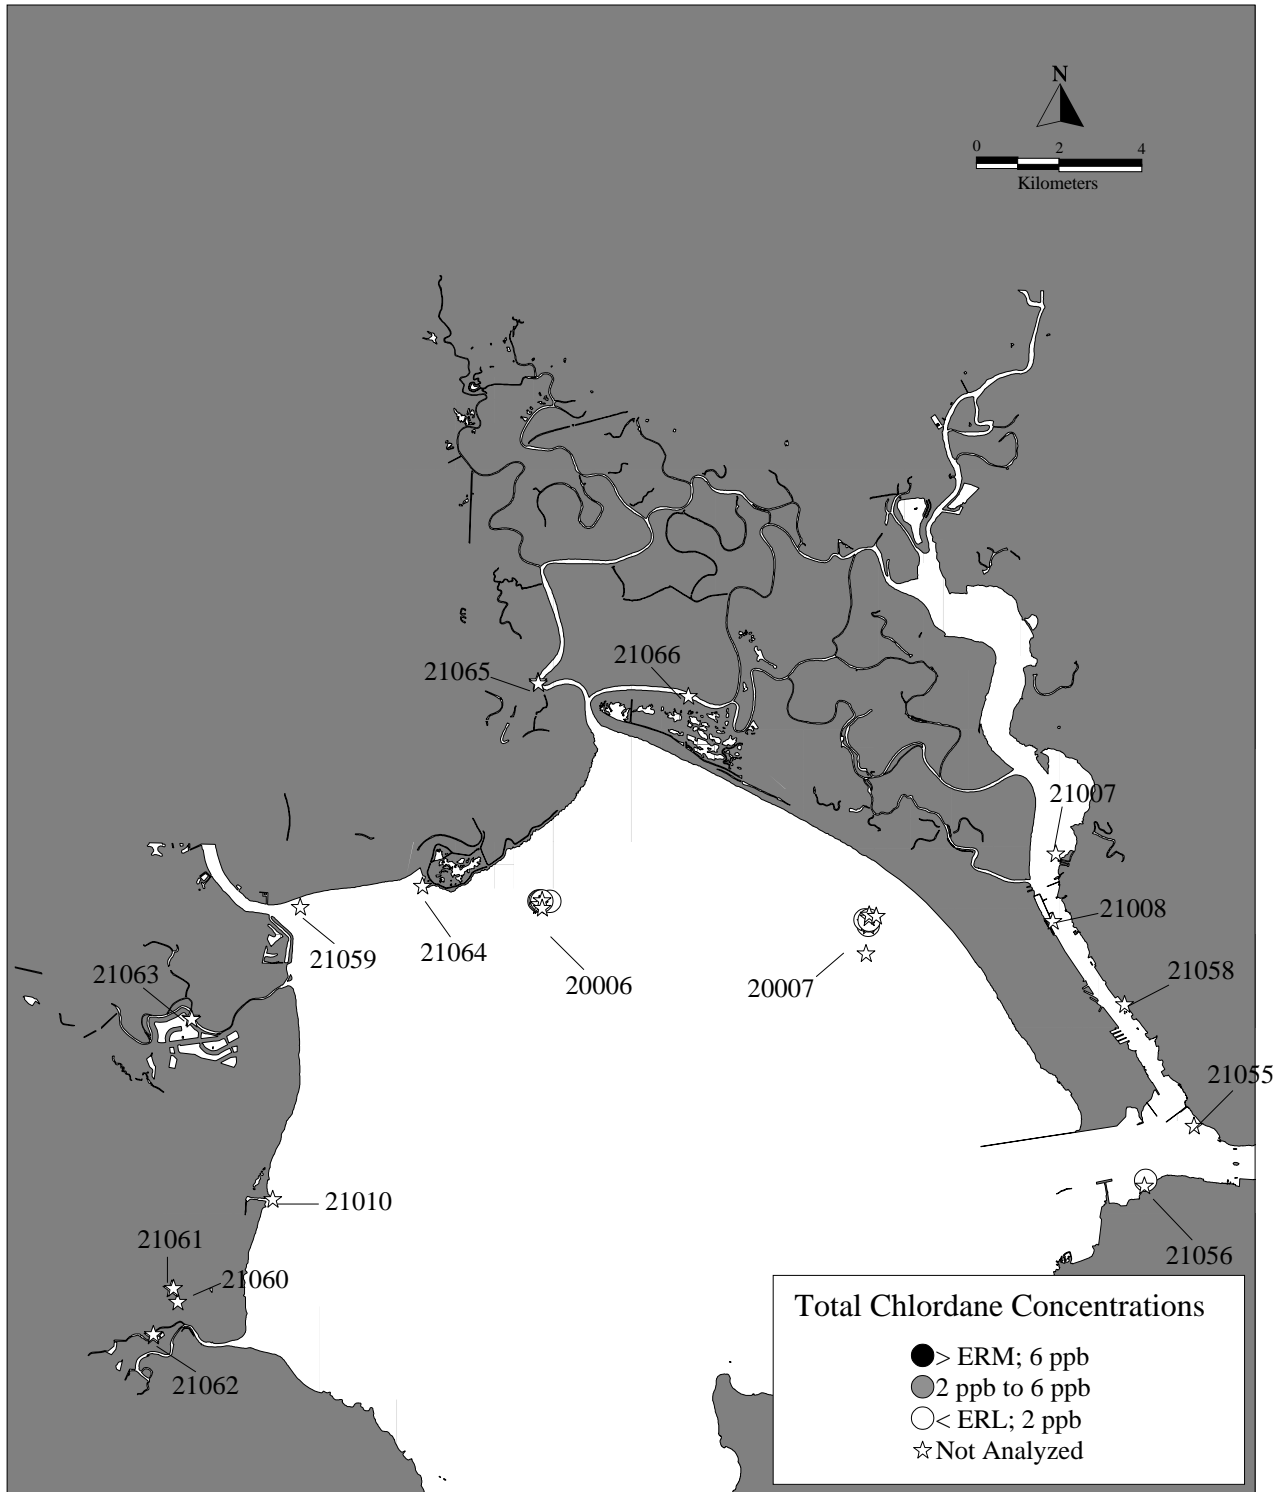 N
0 2 4
Kilometers
21066
21065
21007
21008
21064
21059
20006
20007
21058
21063
21055
21010
21056
21061
21060
21062
Total Chlordane Concentrations
> ERM; 6 ppb
2 ppb to 6 ppb
< ERL; 2 ppb
Not Analyzed